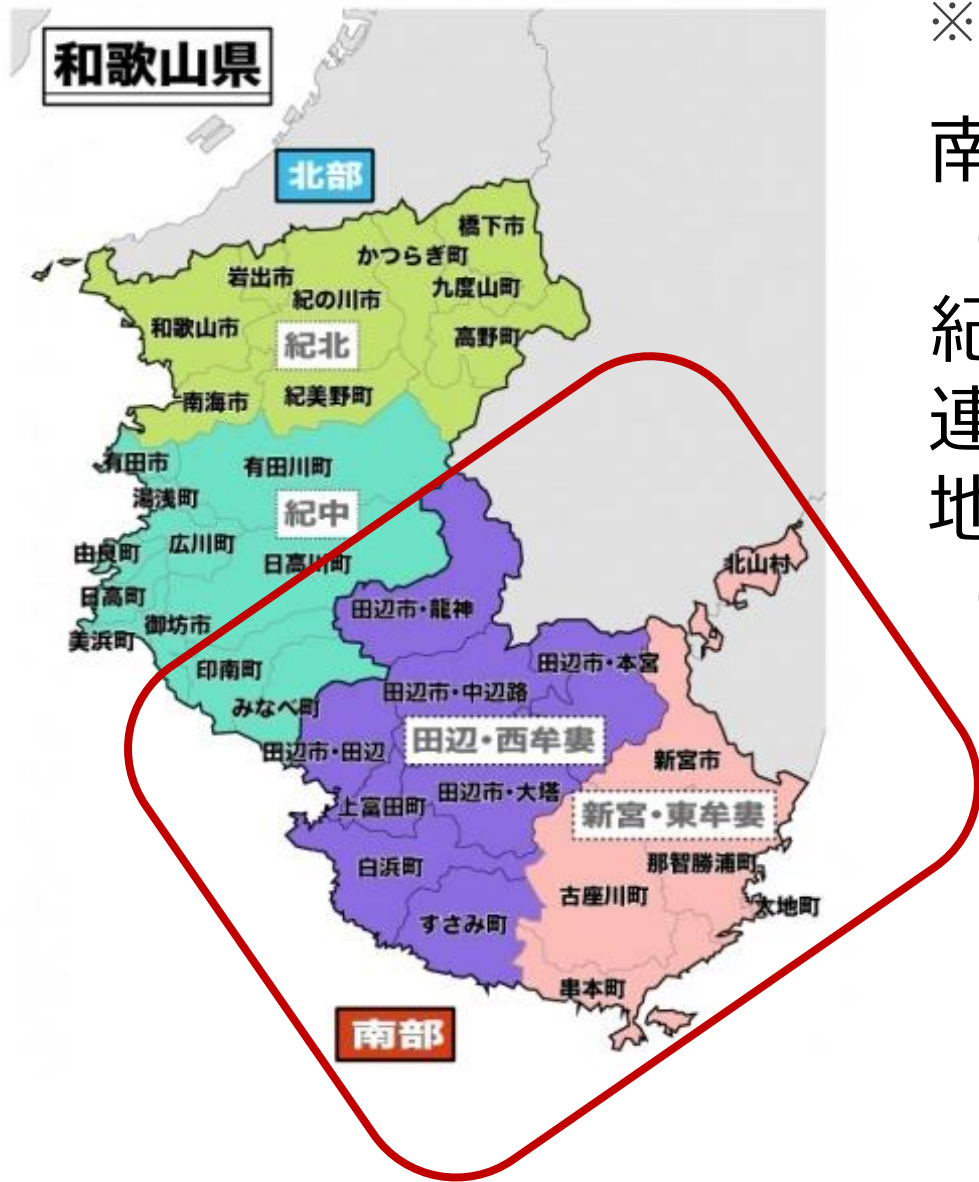 和歌山県
※
北部
南
橋下市
かつらぎ町
岩出市
九度山町
紀の川市
和歌山市
高野町
紀北
紀
南海市
紀美野町
連
有田市
有田川町
湯浅町
紀中
地
広川町
由良町
日高川町
北山村
日高町
田辺市・龍神
御坊市
美浜町
印南町
田辺市・本宮
田辺市・中辺路
みなべ町
田辺・西牟婁
田辺市・田辺
新宮市
田辺市・大塔
上富田町
新宮・東牟婁
那智勝浦町
白浜町
古座川町
太地町
すさみ町
串本町
南部